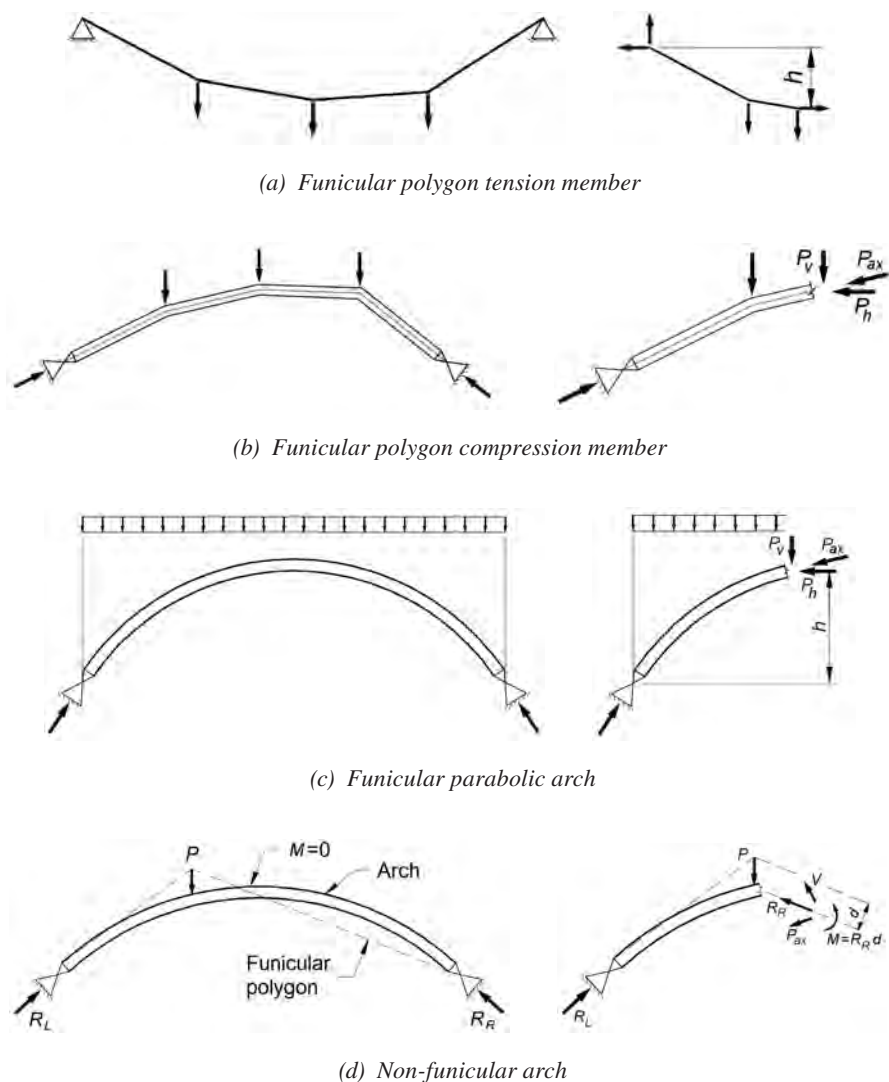 h
(a) Funicular polygon tension member
P_v
P_ax
P_h
(b) Funicular polygon compression member
P_v
P_ax
P_h
h
(c) Funicular parabolic arch
P
M=0
Arch
Funicular
polygon
R_L
R_R
P
V
d
R_R
P_ax
M=R_R d
R_L
(d) Non-funicular arch